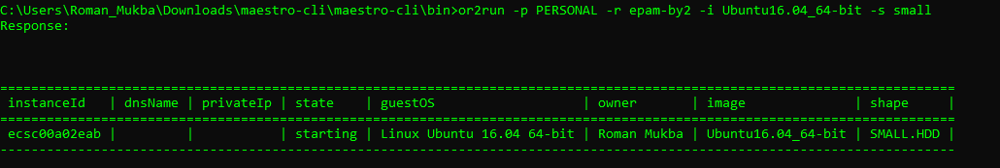 C:\Users\Roman_Mukba\Downloads\maestro-cli\maestro-cli\bin>or2run -p PERSONAL -r epam-by2 -i Ubuntu16.04_64-bit -s small
Response:
===========================================================================================================================
instanceId | dnsName | privateIp | state | guestOS | owner | image | shape |
===========================================================================================================================
ecsc00a02eab | | | starting | Linux Ubuntu 16.04 64-bit | Roman Mukba | Ubuntu16.04_64-bit | SMALL.HDD |
---------------------------------------------------------------------------------------------------------------------------